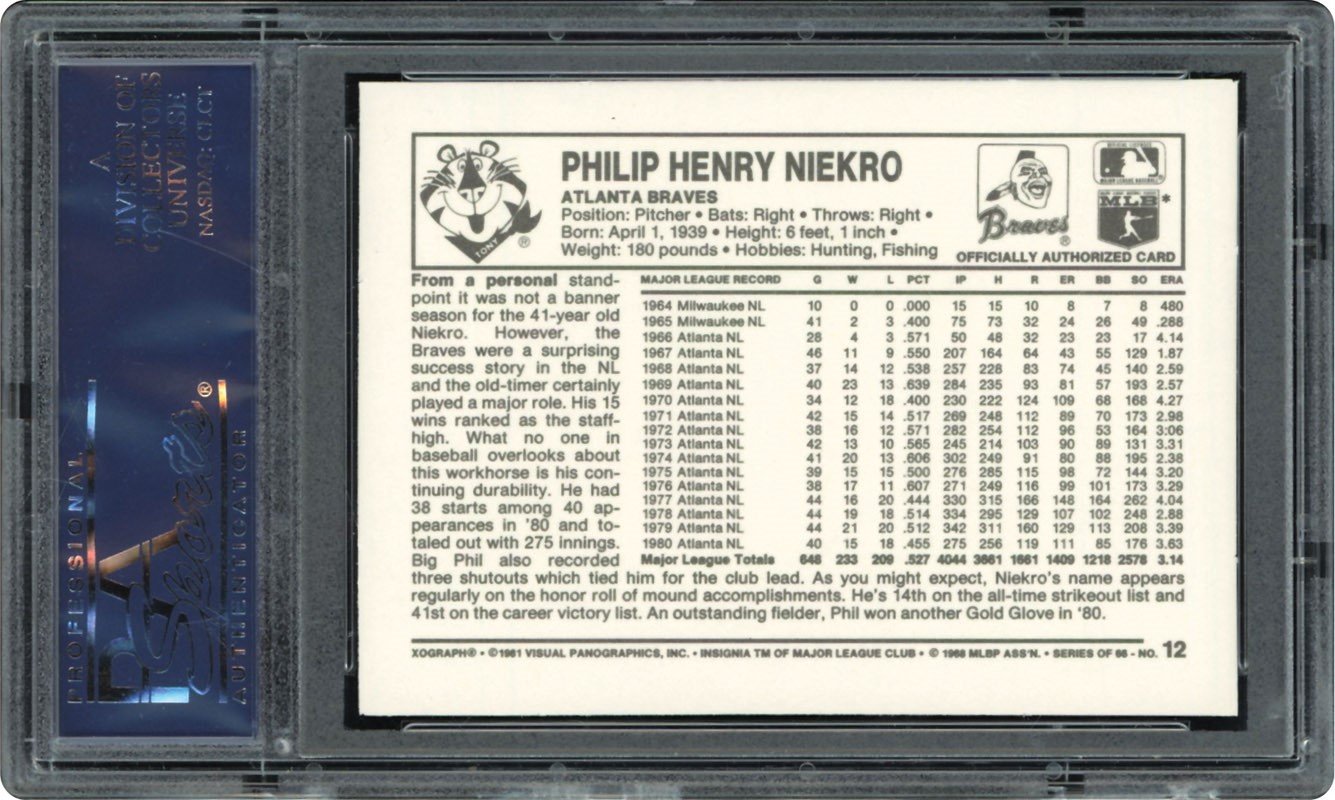 A
DIVISION OF
COLLECTORS
UNIVERSE
NASDAQ: CLCT
PROFESSIONAL
PSA
Sports
®
AUTHENTICATOR
TONY
®
PHILIP HENRY NIEKRO
ATLANTA BRAVES
Position: Pitcher • Bats: Right • Throws: Right •
Born: April 1, 1939 • Height: 6 feet, 1 inch •
Weight: 180 pounds • Hobbies: Hunting, Fishing
Braves
®
MLB *
OFFICIALLY AUTHORIZED CARD
From a personal stand-
point it was not a banner
season for the 41-year old
Niekro. However, the
Braves were a surprising
success story in the NL
and the old-timer certainly
played a major role. His 15
wins ranked as the staff-
high. What no one in
baseball overlooks about
this workhorse is his con-
tinuing durability. He had
38 starts among 40 ap-
pearances in '80 and to-
taled out with 275 innings.
Big Phil also recorded
three shutouts which tied him for the club lead. As you might expect, Niekro's name appears
regularly on the honor roll of mound accomplishments. He's 14th on the all-time strikeout list and
41st on the career victory list. An outstanding fielder, Phil won another Gold Glove in '80.
MAJOR LEAGUE RECORD G W L PCT IP H R ER BB SO ERA
1964 Milwaukee NL 10 0 0 .000 15 15 10 8 7 8 480
1965 Milwaukee NL 41 2 3 .400 75 73 32 24 26 49 .288
1966 Atlanta NL 28 4 3 .571 50 48 32 23 23 17 4.14
1967 Atlanta NL 46 11 9 .550 207 164 64 43 55 129 1.87
1968 Atlanta NL 37 14 12 .538 257 228 83 74 45 140 2.59
1969 Atlanta NL 40 23 13 .639 284 235 93 81 57 193 2.57
1970 Atlanta NL 34 12 18 .400 230 222 124 109 68 168 4.27
1971 Atlanta NL 42 15 14 .517 269 248 112 89 70 173 2.98
1972 Atlanta NL 38 16 12 .571 282 254 112 96 53 164 3:06
1973 Atlanta NL 42 13 10 .565 245 214 103 90 89 131 3.31
1974 Atlanta NL 41 20 13 .606 302 249 91 80 88 195 2.38
1975 Atlanta NL 39 15 15 .500 276 285 115 98 72 144 3.20
1976 Atlanta NL 38 17 11 .607 271 249 116 99 101 173 3.29
1977 Atlanta NL 44 16 20 .444 330 315 166 148 164 262 4.04
1978 Atlanta NL 44 19 18 .514 334 295 129 107 102 248 2.88
1979 Atlanta NL 44 21 20 .512 342 311 160 129 113 208 3.39
1980 Atlanta NL 40 15 18 .455 275 256 119 111 85 176 3.63
Major League Totals 648 233 209 .527 4044 3661 1661 1409 1218 2578 3.14
XOGRAPH® • ©1981 VISUAL PANOGRAPHICS, INC. • INSIGNIA TM OF MAJOR LEAGUE CLUB • © 1968 MLBP ASS'N. • SERIES OF 66 - NO. 12